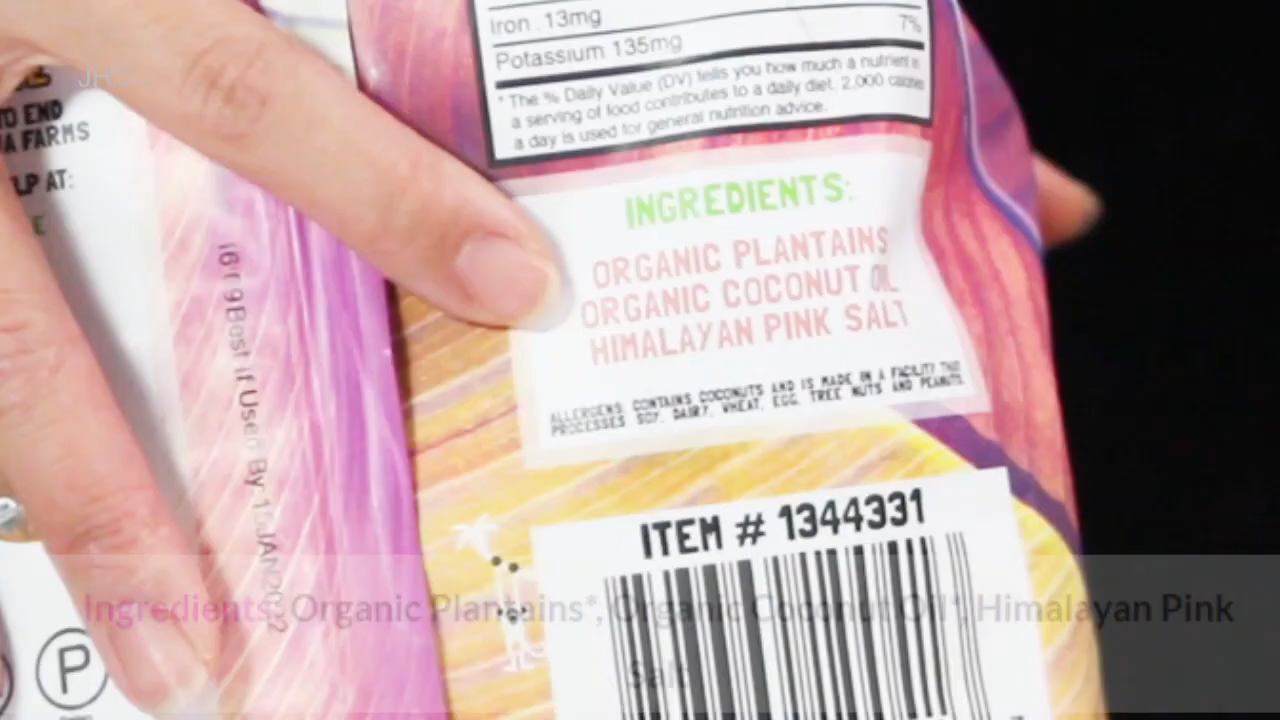 Iron .13mg
Potassium 135mg 7%
* The % Daily Value (DV) tells you how much a nutrient in
a serving of food contributes to a daily diet. 2,000 calories
a day is used for general nutrition advice.
JH
TO END
A FARMS
LP AT:
E
INGREDIENTS:
ORGANIC PLANTAINS
ORGANIC COCONUT OIL
HIMALAYAN PINK SALT
ALLERGENS: CONTAINS COCONUTS AND IS MADE IN A FACILITY THAT
PROCESSES SOY, DAIRY, WHEAT, EGG, TREE NUTS AND PEANUTS.
Best if Used By 15JAN2022
ITEM # 1344331
Ingredients: Organic Plantains*, Organic Coconut Oil*, Himalayan Pink
Salt
P